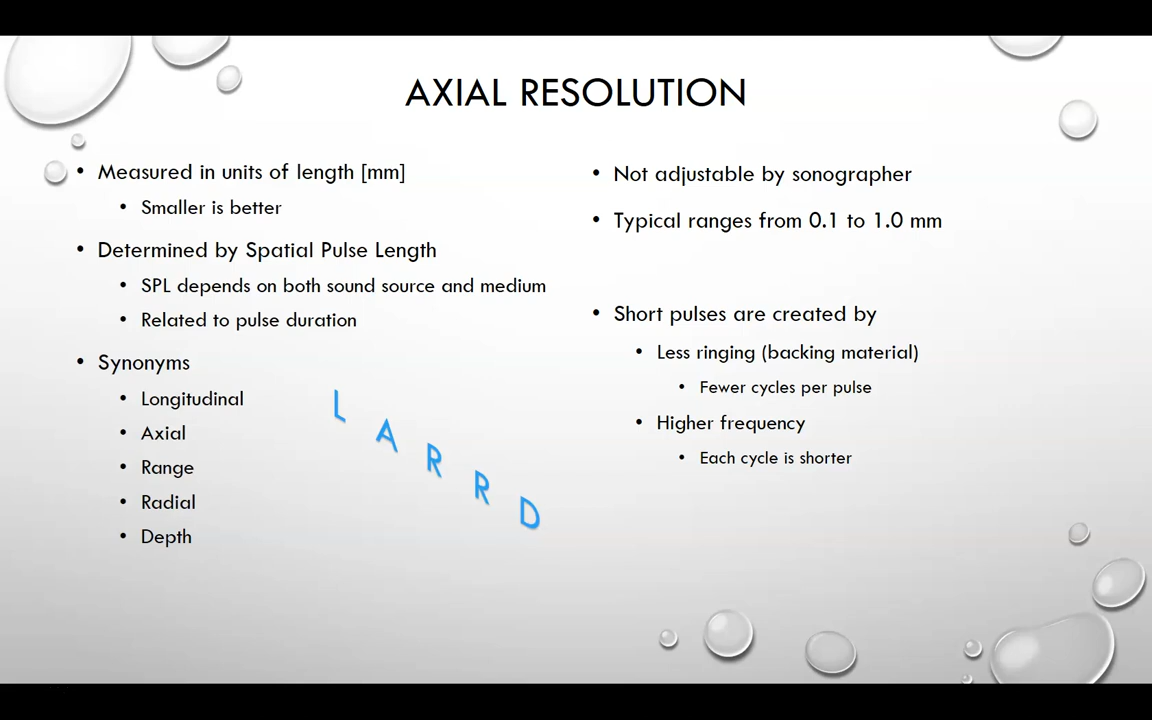 AXIAL RESOLUTION
• Measured in units of length [mm]
• Smaller is better
• Determined by Spatial Pulse Length
• SPL depends on both sound source and medium
• Related to pulse duration
• Synonyms
• Longitudinal
• Axial
• Range
• Radial
• Depth
L A R R D
• Not adjustable by sonographer
• Typical ranges from 0.1 to 1.0 mm
• Short pulses are created by
• Less ringing (backing material)
• Fewer cycles per pulse
• Higher frequency
• Each cycle is shorter